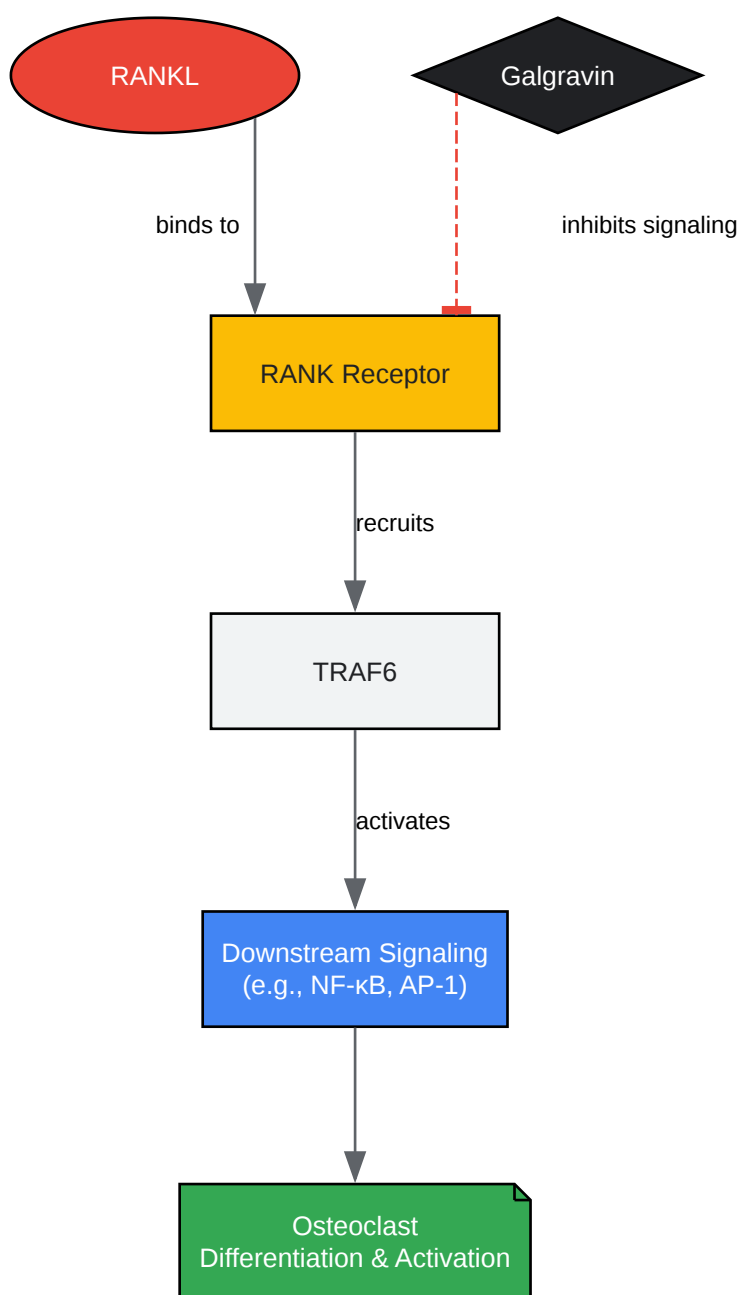 RANKL
Galgravin
binds to
inhibits signaling
RANK Receptor
recruits
TRAF6
activates
Downstream Signaling
(e.g., NF-κB, AP-1)
Osteoclast
Differentiation & Activation